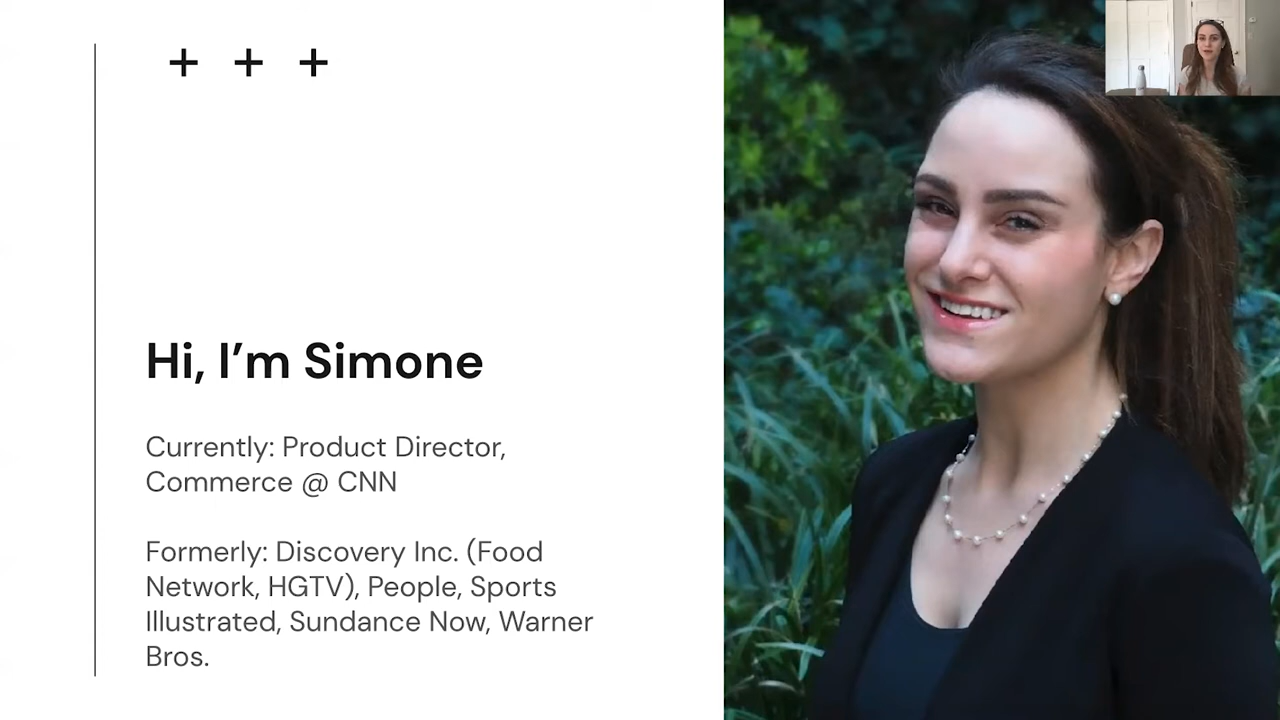 + + +
Hi, I’m Simone
Currently: Product Director,
Commerce @ CNN
Formerly: Discovery Inc. (Food
Network, HGTV), People, Sports
Illustrated, Sundance Now, Warner
Bros.